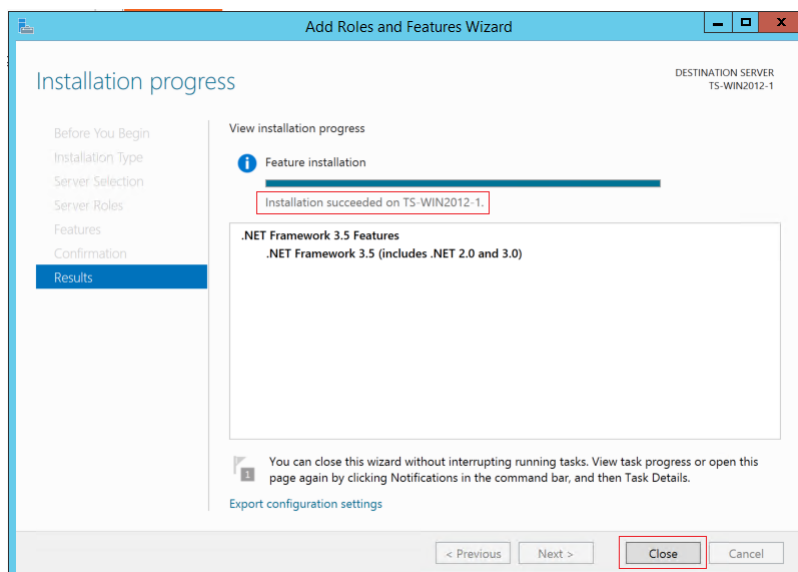 Add Roles and Features Wizard
Installation progress
DESTINATION SERVER
TS-WIN2012-1
Before You Begin
Installation Type
Server Selection
Server Roles
Features
Confirmation
Results
View installation progress
Feature installation
Installation succeeded on TS-WIN2012-1.
.NET Framework 3.5 Features
.NET Framework 3.5 (includes .NET 2.0 and 3.0)
1
You can close this wizard without interrupting running tasks. View task progress or open this
page again by clicking Notifications in the command bar, and then Task Details.
Export configuration settings
< Previous
Next >
Close
Cancel